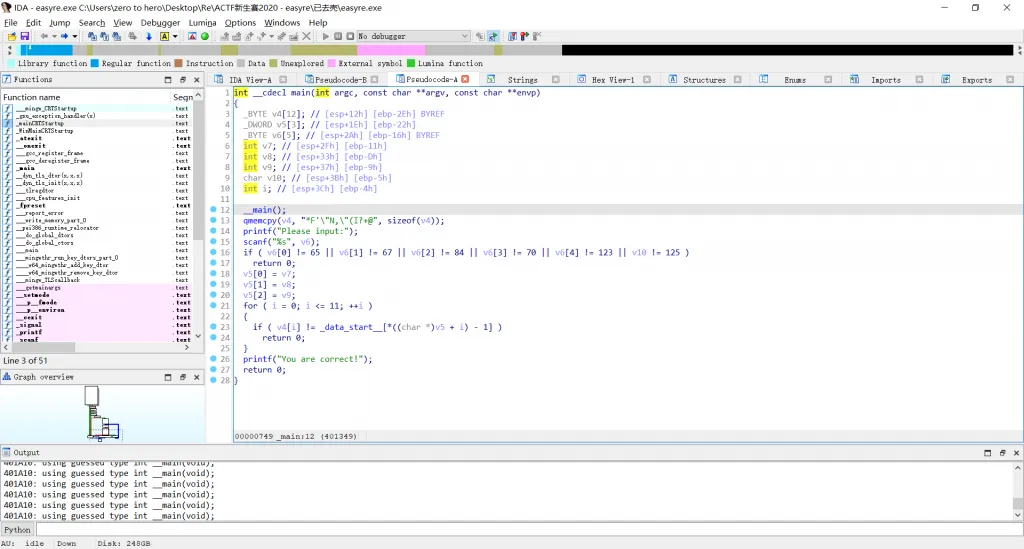 IDA - easyre.exe C:\Users\zero to hero\Desktop\Re\ACTF新生赛2020 - easyre\已去壳\easyre.exe
File Edit Jump Search View Debugger Lumina Options Windows Help
No debugger
Library function Regular function Instruction Data Unexplored External symbol Lumina function
Functions
Function name Segn
___mingw_CRTStartup .text
_gnu_exception_handler(x) .text
_mainCRTStartup .text
_WinMainCRTStartup .text
_atexit .text
__onexit .text
___gcc_register_frame .text
___gcc_deregister_frame .text
_main .text
__dyn_tls_dtor(x,x,x) .text
__dyn_tls_init(x,x,x) .text
___tlregdtor .text
___cpu_features_init .text
_fpreset .text
___report_error .text
___write_memory_part_0 .text
__pei386_runtime_relocator .text
___do_global_dtors .text
___do_global_ctors .text
___main .text
___mingwthr_run_key_dtors_part_0 .text
____w64_mingwthr_add_key_dtor .text
____w64_mingwthr_remove_key_dtor .text
___mingw_TLScallback .text
___getmainargs .text
__setmode .text
___p__fmode .text
___p__environ .text
__cexit .text
_signal .text
_printf .text
_scanf .text
Line 3 of 51
Graph overview
IDA View-A Pseudocode-B Pseudocode-A Strings Hex View-1 Structures Enums Imports Exports
1 int __cdecl main(int argc, const char **argv, const char **envp)
2 {
3 _BYTE v4[12]; // [esp+12h] [ebp-2Eh] BYREF
4 _DWORD v5[3]; // [esp+1Eh] [ebp-22h]
5 _BYTE v6[5]; // [esp+2Ah] [ebp-16h] BYREF
6 int v7; // [esp+2Fh] [ebp-11h]
7 int v8; // [esp+33h] [ebp-Dh]
8 int v9; // [esp+37h] [ebp-9h]
9 char v10; // [esp+3Bh] [ebp-5h]
10 int i; // [esp+3Ch] [ebp-4h]
11
12 __main();
13 qmemcpy(v4, "*F'\"N,\"(I?+@", sizeof(v4));
14 printf("Please input:");
15 scanf("%s", v6);
16 if ( v6[0] != 65 || v6[1] != 67 || v6[2] != 84 || v6[3] != 70 || v6[4] != 123 || v10 != 125 )
17 return 0;
18 v5[0] = v7;
19 v5[1] = v8;
20 v5[2] = v9;
21 for ( i = 0; i <= 11; ++i )
22 {
23 if ( v4[i] != _data_start__[*((char *)v5 + i) - 1] )
24 return 0;
25 }
26 printf("You are correct!");
27 return 0;
28 }
00000749 _main:12 (401349)
Output
401A10: using guessed type int __main(void);
401A10: using guessed type int __main(void);
401A10: using guessed type int __main(void);
401A10: using guessed type int __main(void);
401A10: using guessed type int __main(void);
Python
AU: idle Down Disk: 248GB